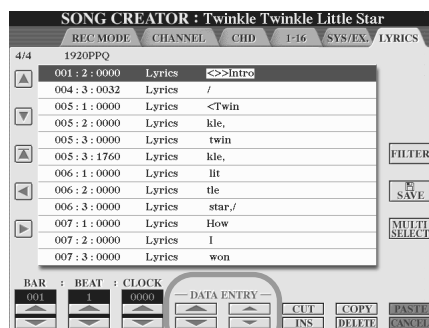 SONG CREATOR : Twinkle Twinkle Little Star
REC MODE CHANNEL CHD 1-16 SYS/EX. LYRICS
4/4 1920PPQ
001 : 2 : 0000 Lyrics <>>Intro
004 : 3 : 0032 Lyrics /
005 : 1 : 0000 Lyrics <Twin
005 : 2 : 0000 Lyrics kle,
005 : 3 : 0000 Lyrics twin
005 : 3 : 1760 Lyrics kle,
006 : 1 : 0000 Lyrics lit
006 : 2 : 0000 Lyrics tle
006 : 3 : 0000 Lyrics star,/
007 : 1 : 0000 Lyrics How
007 : 2 : 0000 Lyrics I
007 : 3 : 0000 Lyrics won
FILTER
SAVE
MULTI
SELECT
BAR : BEAT : CLOCK
001 1 0000
DATA ENTRY
CUT COPY PASTE
INS DELETE CANCEL